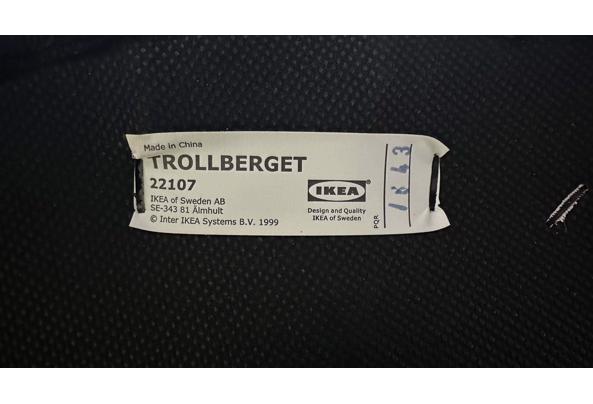 Made in China
TROLLBERGET
22107
IKEA of Sweden AB
SE-343 81 Älmhult
© Inter IKEA Systems B.V. 1999
IKEA
Design and Quality
IKEA of Sweden
PQR
1643